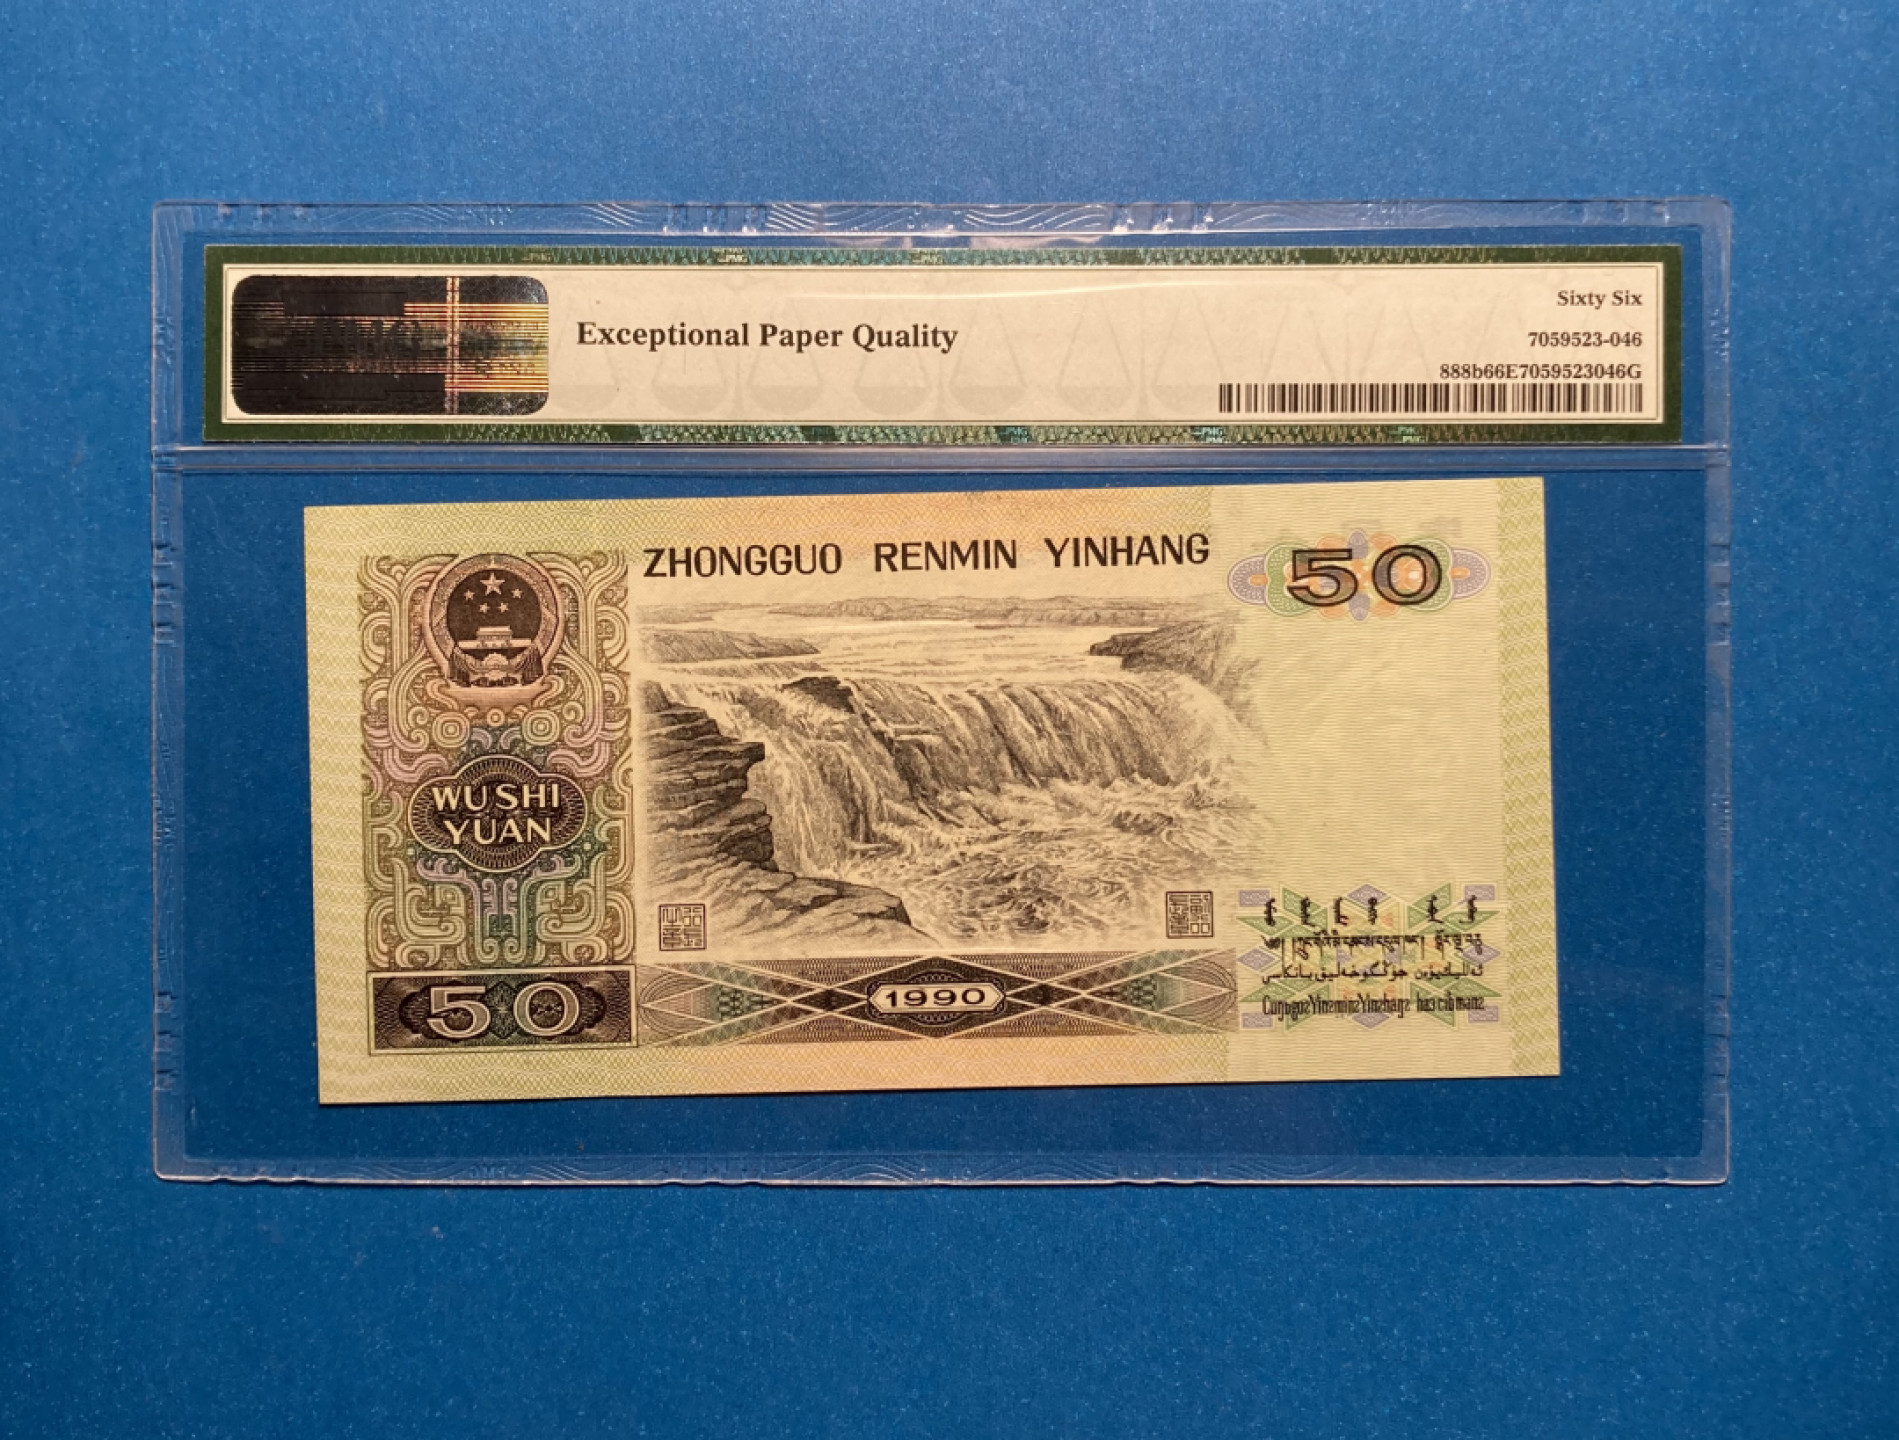 Sixty Six
Exceptional Paper Quality
7059523-046
888b66E7059523046G
ZHONGGUO RENMIN YINHANG
50
WU SHI
YUAN
50
1990